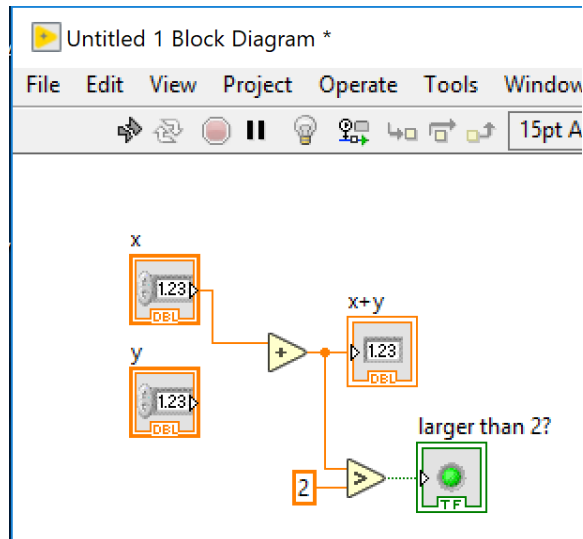 Untitled 1 Block Diagram *
File Edit View Project Operate Tools Window
15pt A
x
1.23
DBL
x+y
+
1.23
DBL
y
1.23
DBL
larger than 2?
2
>
TF